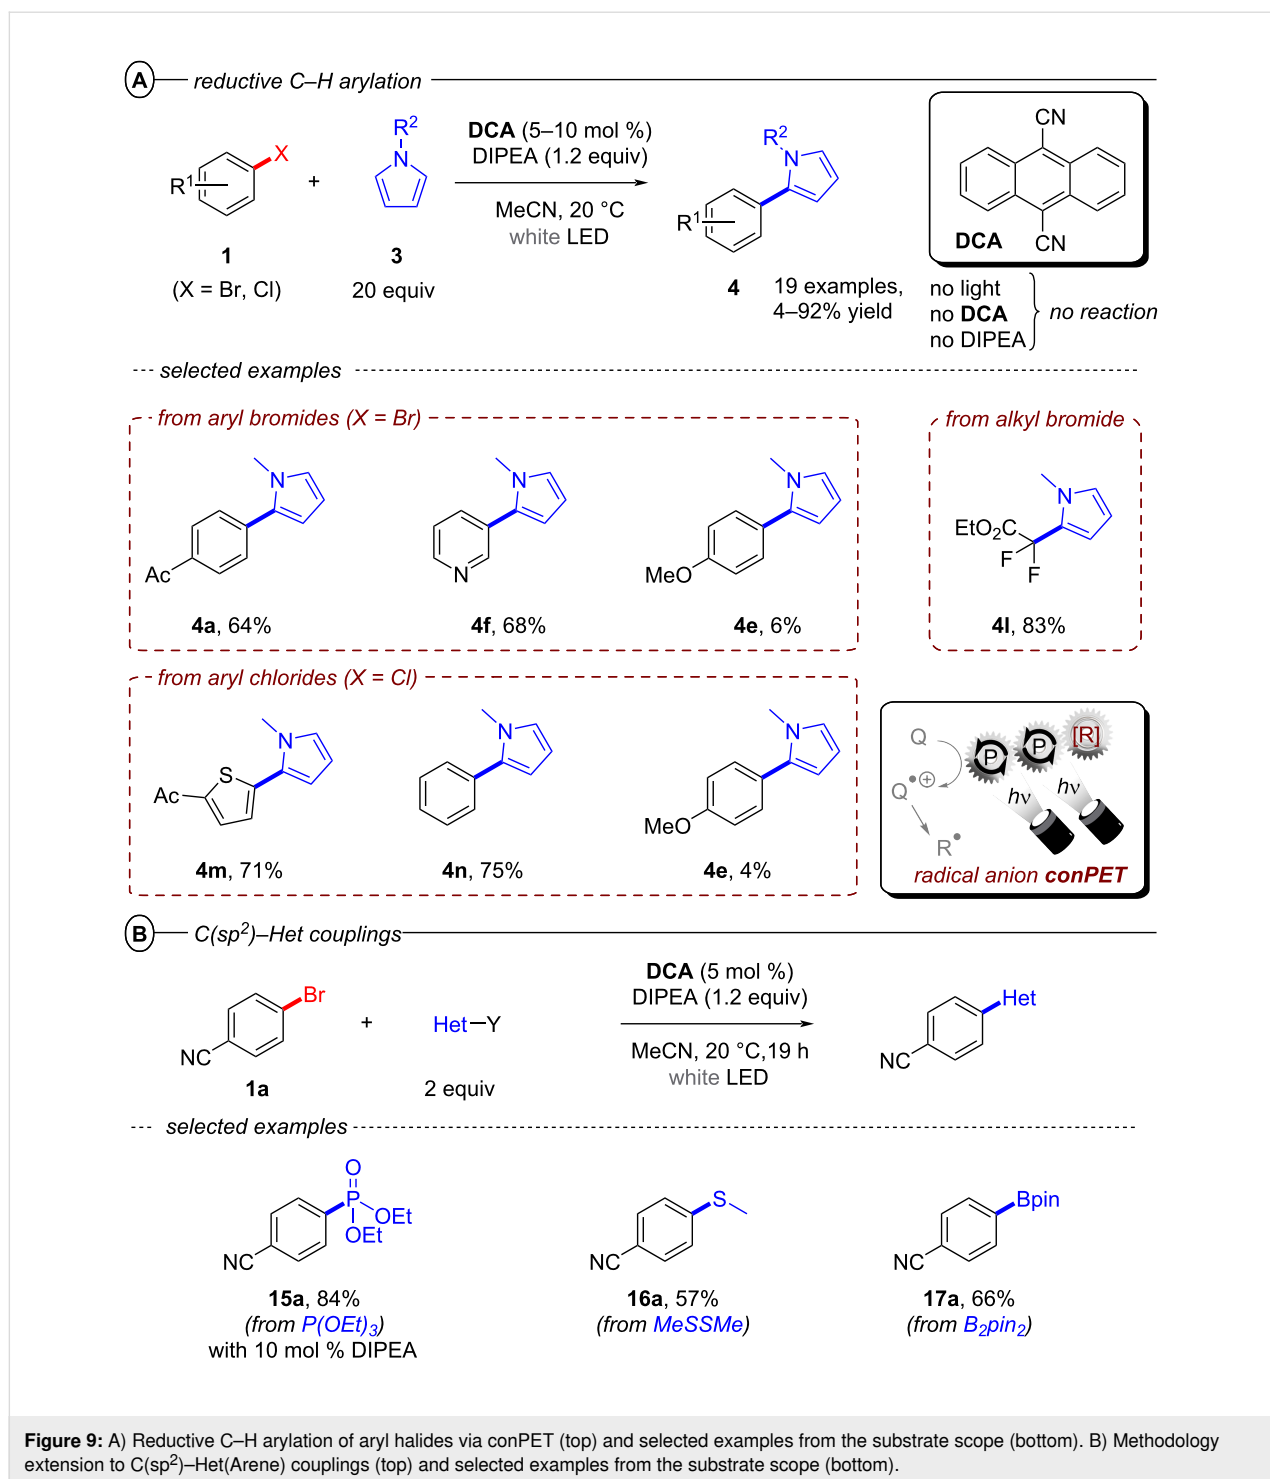 A reductive C–H arylation
X
R¹
1
(X = Br, Cl)
+
R²
N
3
20 equiv
DCA (5–10 mol %)
DIPEA (1.2 equiv)
MeCN, 20 °C
white LED
R²
N
R¹
4
19 examples,
4–92% yield
CN
CN
DCA
no light
no DCA
no DIPEA
no reaction
selected examples
from aryl bromides (X = Br)
N
Ac
4a, 64%
N
N
4f, 68%
N
MeO
4e, 6%
from alkyl bromide
N
EtO₂C
F
F
4l, 83%
from aryl chlorides (X = Cl)
N
S
Ac
4m, 71%
N
4n, 75%
N
MeO
4e, 4%
Q
P
P
[R]
Q•⊕
hν
hν
R•
radical anion conPET
B C(sp²)–Het couplings
Br
NC
1a
+
Het–Y
2 equiv
DCA (5 mol %)
DIPEA (1.2 equiv)
MeCN, 20 °C,19 h
white LED
Het
NC
selected examples
O
P
OEt
OEt
NC
15a, 84%
(from P(OEt)₃)
with 10 mol % DIPEA
S
NC
16a, 57%
(from MeSSMe)
Bpin
NC
17a, 66%
(from B₂pin₂)
Figure 9: A) Reductive C–H arylation of aryl halides via conPET (top) and selected examples from the substrate scope (bottom). B) Methodology
extension to C(sp²)–Het(Arene) couplings (top) and selected examples from the substrate scope (bottom).